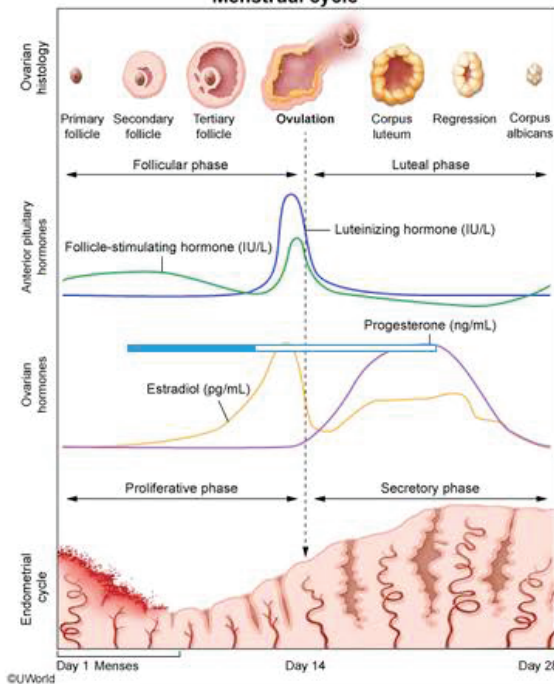 Menstrual cycle
Ovarian
histology
Primary
follicle
Secondary
follicle
Tertiary
follicle
Ovulation
Corpus
luteum
Regression
Corpus
albicans
Follicular phase
Luteal phase
Anterior pituitary
hormones
Follicle-stimulating hormone (IU/L)
Luteinizing hormone (IU/L)
Ovarian
hormones
Progesterone (ng/mL)
Estradiol (pg/mL)
Proliferative phase
Secretory phase
Endometrial
cycle
Day 1 Menses
Day 14
Day 28
©UWorld